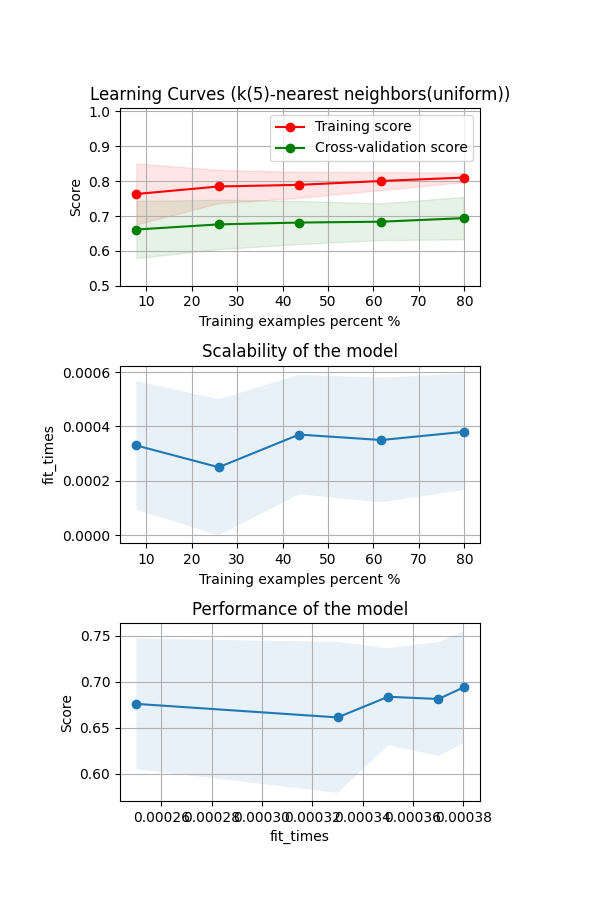 Learning Curves (k(5)-nearest neighbors(uniform))
1.0
0.9
0.8
0.7
0.6
0.5
Score
Training score
Cross-validation score
10 20 30 40 50 60 70 80
Training examples percent %
Scalability of the model
0.0006
0.0004
0.0002
0.0000
fit_times
10 20 30 40 50 60 70 80
Training examples percent %
Performance of the model
0.75
0.70
0.65
0.60
Score
0.00026 0.00028 0.00030 0.00032 0.00034 0.00036 0.00038
fit_times